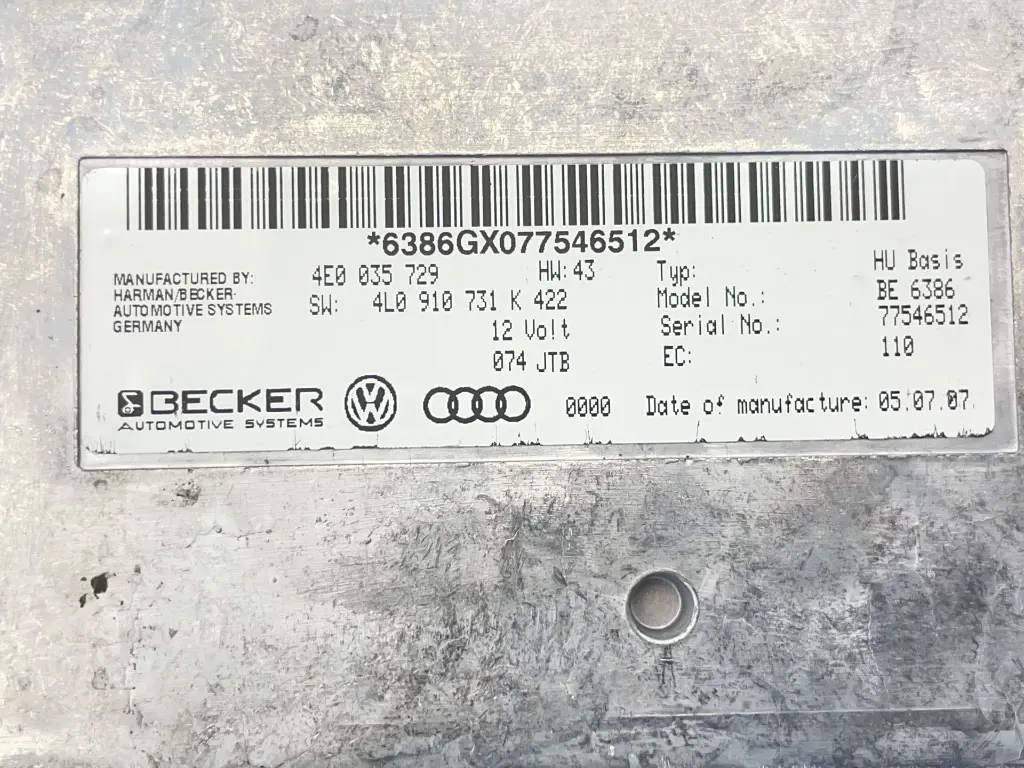 *6386GX077546512*
MANUFACTURED BY:
HARMAN/BECKER-
AUTOMOTIVE SYSTEMS
GERMANY
4E0 035 729 HW:43
SW: 4L0 910 731 K 422
12 Volt
074 JTB
Typ: HU Basis
Model No.: BE 6386
Serial No.: 77546512
EC: 110
BECKER
AUTOMOTIVE SYSTEMS
0000 Date of manufacture: 05.07.07